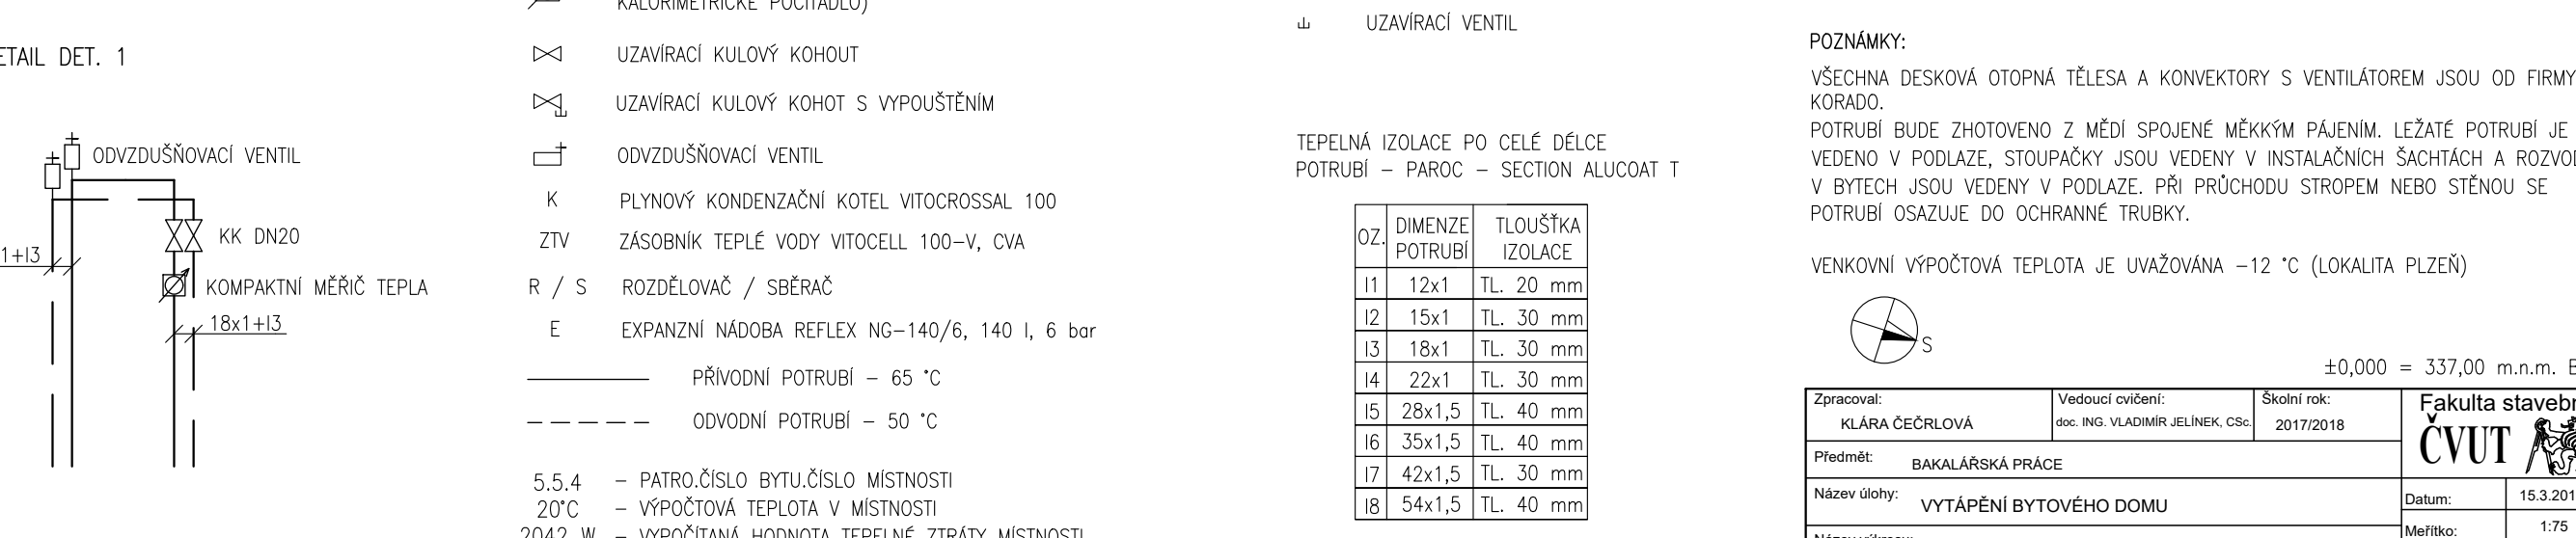 DET. 1
ODVZDUŠŇOVACÍ VENTIL
KK DN20
KOMPAKTNÍ MĚŘIČ TEPLA
18x1+I3
UZAVÍRACÍ KULOVÝ KOHOUT
UZAVÍRACÍ KULOVÝ KOHOT S VYPOUŠTĚNÍM
ODVZDUŠŇOVACÍ VENTIL
K PLYNOVÝ KONDENZAČNÍ KOTEL VITOCROSSAL 100
ZTV ZÁSOBNÍK TEPLÉ VODY VITOCELL 100-V, CVA
R / S ROZDĚLOVAČ / SBĚRAČ
E EXPANZNÍ NÁDOBA REFLEX NG-140/6, 140 l, 6 bar
PŘÍVODNÍ POTRUBÍ - 65 °C
ODVODNÍ POTRUBÍ - 50 °C
5.5.4 - PATRO.ČÍSLO BYTU.ČÍSLO MÍSTNOSTI
20°C - VÝPOČTOVÁ TEPLOTA V MÍSTNOSTI
2042 W - VYPOČÍTANÁ HODNOTA TEPELNÉ ZTRÁTY MÍSTNOSTI
UZAVÍRACÍ VENTIL
TEPELNÁ IZOLACE PO CELÉ DÉLCE
POTRUBÍ - PAROC - SECTION ALUCOAT T
OZ. DIMENZE POTRUBÍ TLOUŠŤKA IZOLACE
I1 12x1 TL. 20 mm
I2 15x1 TL. 30 mm
I3 18x1 TL. 30 mm
I4 22x1 TL. 30 mm
I5 28x1,5 TL. 40 mm
I6 35x1,5 TL. 40 mm
I7 42x1,5 TL. 30 mm
I8 54x1,5 TL. 40 mm
POZNÁMKY:
VŠECHNA DESKOVÁ OTOPNÁ TĚLESA A KONVEKTORY S VENTILÁTOREM JSOU OD FIRMY
KORADO.
POTRUBÍ BUDE ZHOTOVENO Z MĚDÍ SPOJENÉ MĚKKÝM PÁJENÍM. LEŽATÉ POTRUBÍ JE
VEDENO V PODLAZE, STOUPAČKY JSOU VEDENY V INSTALAČNÍCH ŠACHTÁCH A
V BYTECH JSOU VEDENY V PODLAZE. PŘI PRŮCHODU STROPEM NEBO STĚNOU SE
POTRUBÍ OSAZUJE DO OCHRANNÉ TRUBKY.
VENKOVNÍ VÝPOČTOVÁ TEPLOTA JE UVAŽOVÁNA -12 °C (LOKALITA PLZEŇ)
S
±0,000 = 337,00 m.n.m.
Zpracoval:
KLÁRA ČEČRLOVÁ
Vedoucí cvičení:
doc. ING. VLADIMÍR JELÍNEK, CSc.
Školní rok:
2017/2018
Fakulta
ČVUT
Předmět: BAKALÁŘSKÁ PRÁCE
Název úlohy: VYTÁPĚNÍ BYTOVÉHO DOMU
Datum:
Meřítko: 1:75